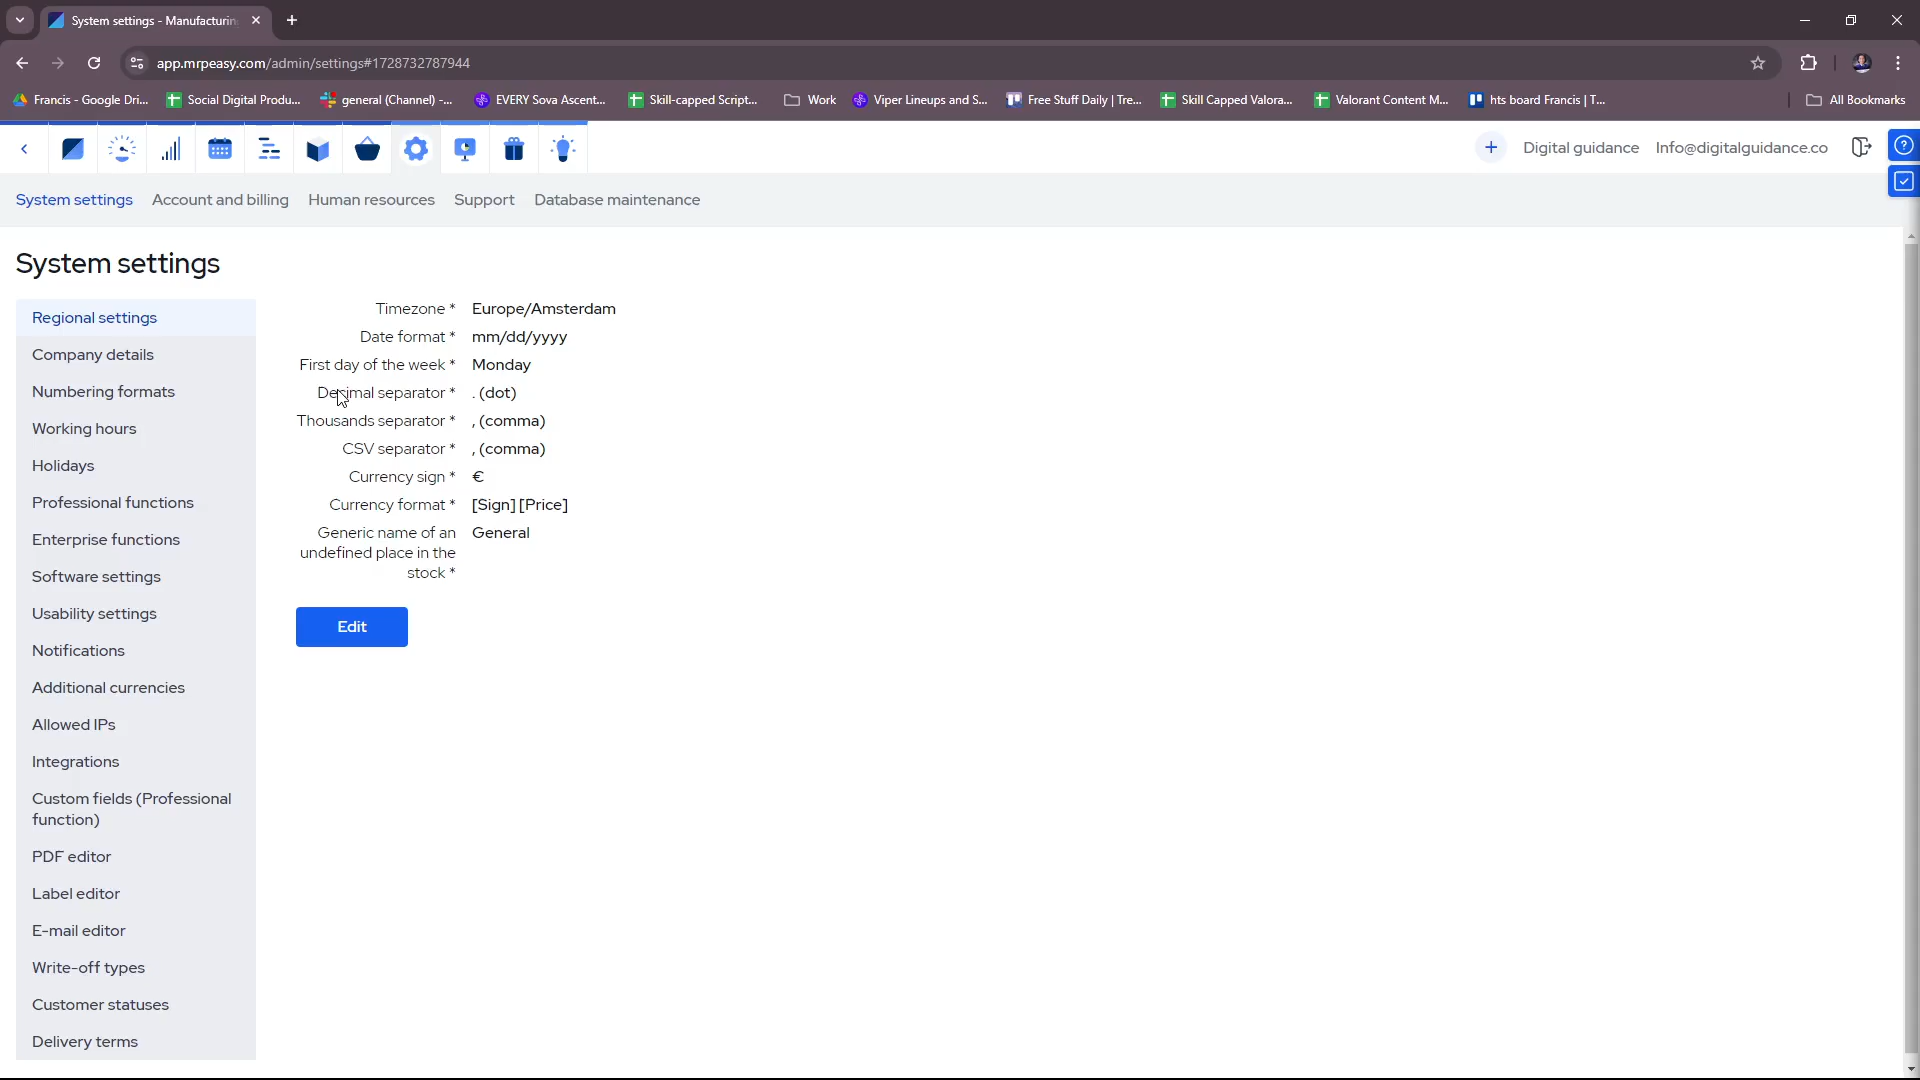 System settings - Manufacturin
app.mrpeasy.com/admin/settings#1728732787944
Francis - Google Dri...
Social Digital Produ...
general (Channel) -...
EVERY Sova Ascent...
Skill-capped Script...
Work
Viper Lineups and S...
Free Stuff Daily | Tre...
Skill Capped Valora...
Valorant Content M...
hts board Francis | T...
All Bookmarks
Digital guidance
Info@digitalguidance.co
System settings
Account and billing
Human resources
Support
Database maintenance
System settings
Regional settings
Company details
Numbering formats
Working hours
Holidays
Professional functions
Enterprise functions
Software settings
Usability settings
Notifications
Additional currencies
Allowed IPs
Integrations
Custom fields (Professional
function)
PDF editor
Label editor
E-mail editor
Write-off types
Customer statuses
Delivery terms
Timezone * Europe/Amsterdam
Date format * mm/dd/yyyy
First day of the week * Monday
Decimal separator * . (dot)
Thousands separator * , (comma)
CSV separator * , (comma)
Currency sign * €
Currency format * [Sign] [Price]
Generic name of an General
undefined place in the
stock *
Edit